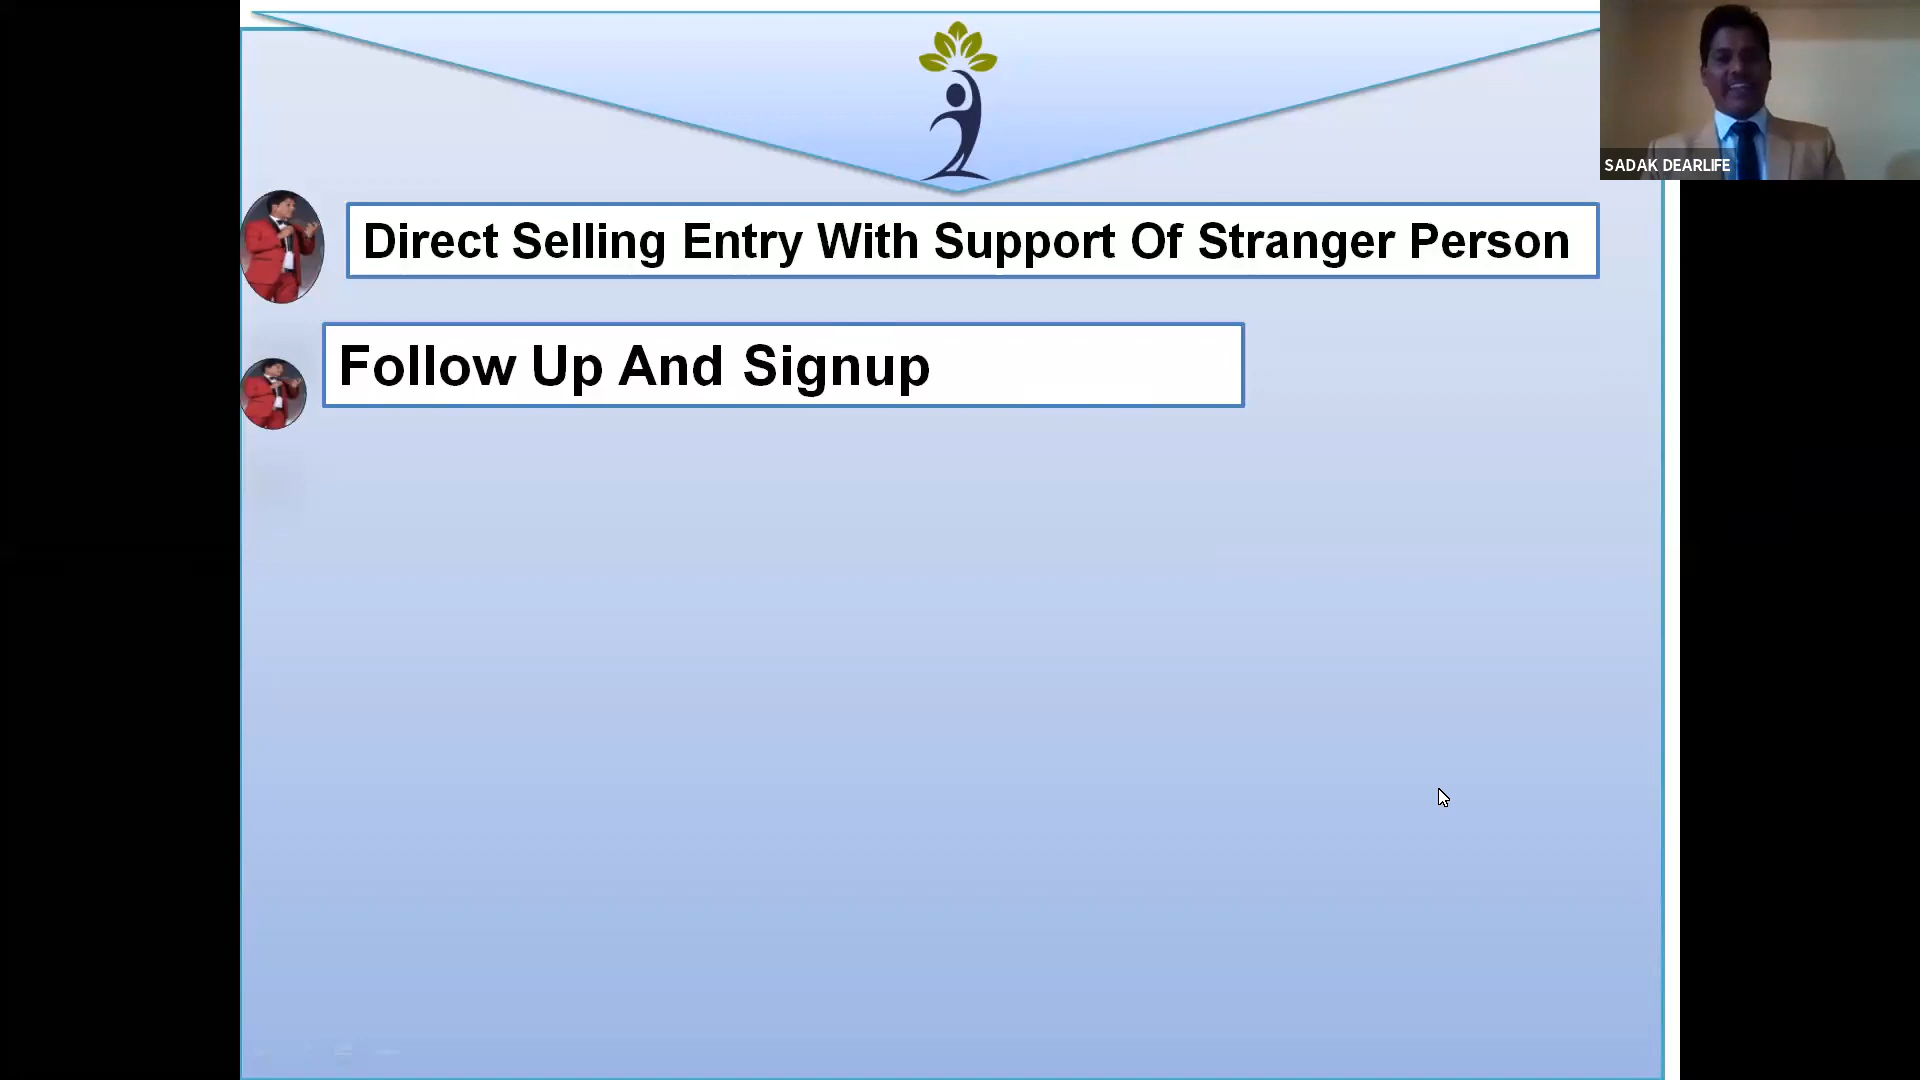 SADAK DEARLIFE
Direct Selling Entry With Support Of Stranger Person
Follow Up And Signup